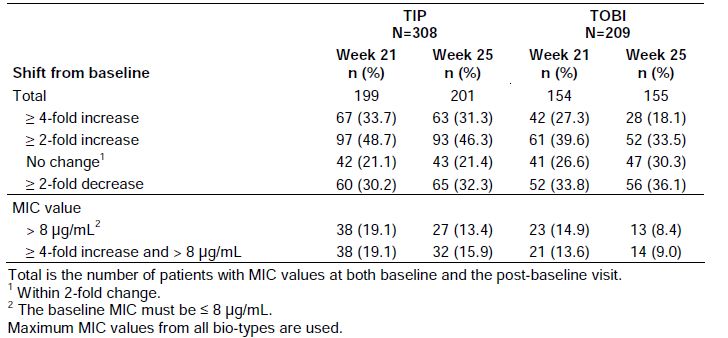 TIP TOBI
N=308 N=209
Week 21 Week 25 Week 21 Week 25
Shift from baseline n (%) n (%) n (%) n (%)
Total 199 201 154 155
≥ 4-fold increase 67 (33.7) 63 (31.3) 42 (27.3) 28 (18.1)
≥ 2-fold increase 97 (48.7) 93 (46.3) 61 (39.6) 52 (33.5)
No change¹ 42 (21.1) 43 (21.4) 41 (26.6) 47 (30.3)
≥ 2-fold decrease 60 (30.2) 65 (32.3) 52 (33.8) 56 (36.1)
MIC value
> 8 µg/mL² 38 (19.1) 27 (13.4) 23 (14.9) 13 (8.4)
≥ 4-fold increase and > 8 µg/mL 38 (19.1) 32 (15.9) 21 (13.6) 14 (9.0)
Total is the number of patients with MIC values at both baseline and the post-baseline visit.
¹ Within 2-fold change.
² The baseline MIC must be ≤ 8 µg/mL.
Maximum MIC values from all bio-types are used.